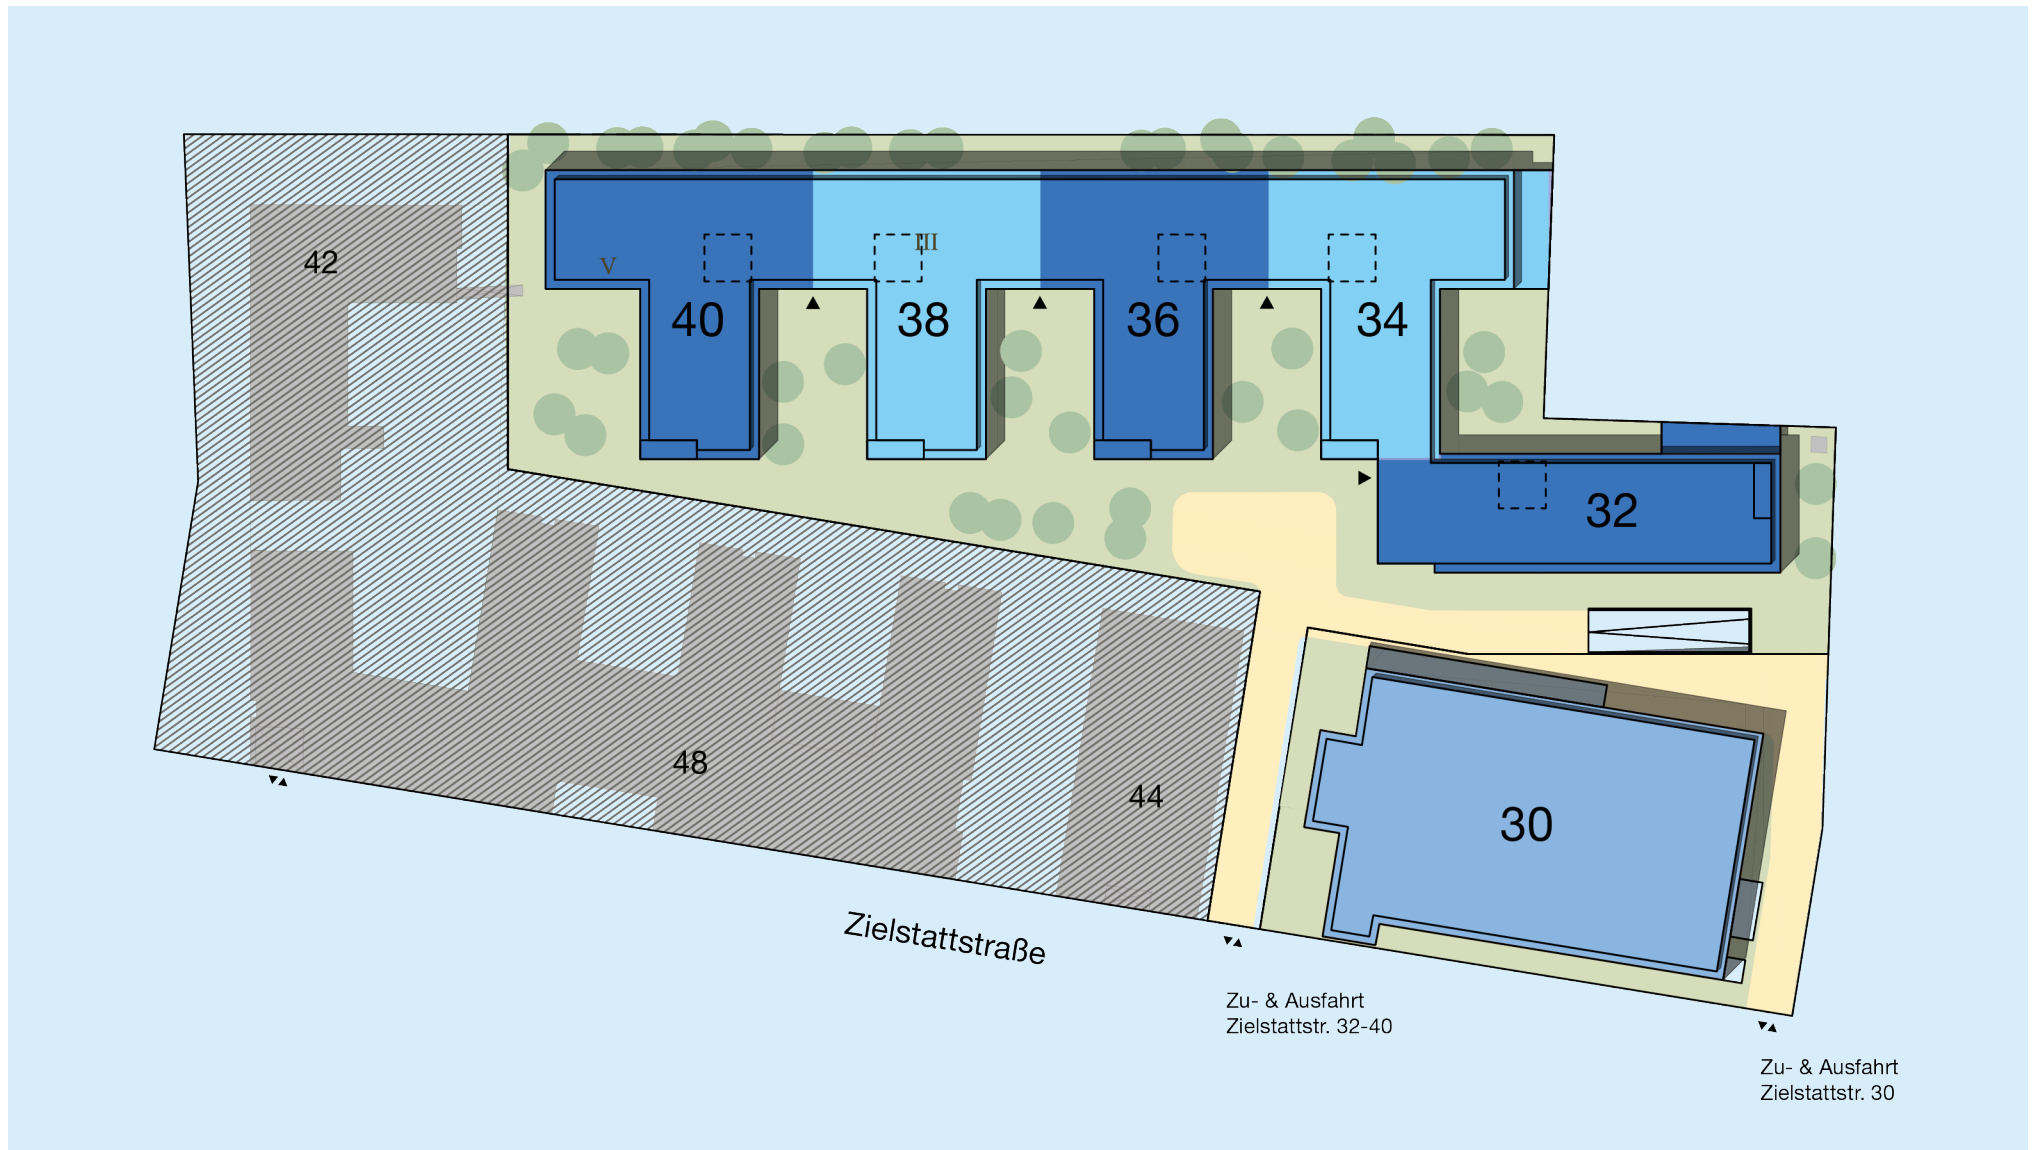 42
V
III
40
38
36
34
32
48
44
30
Zielstattstraße
Zu- & Ausfahrt
Zielstattstr. 32-40
Zu- & Ausfahrt
Zielstattstr. 30